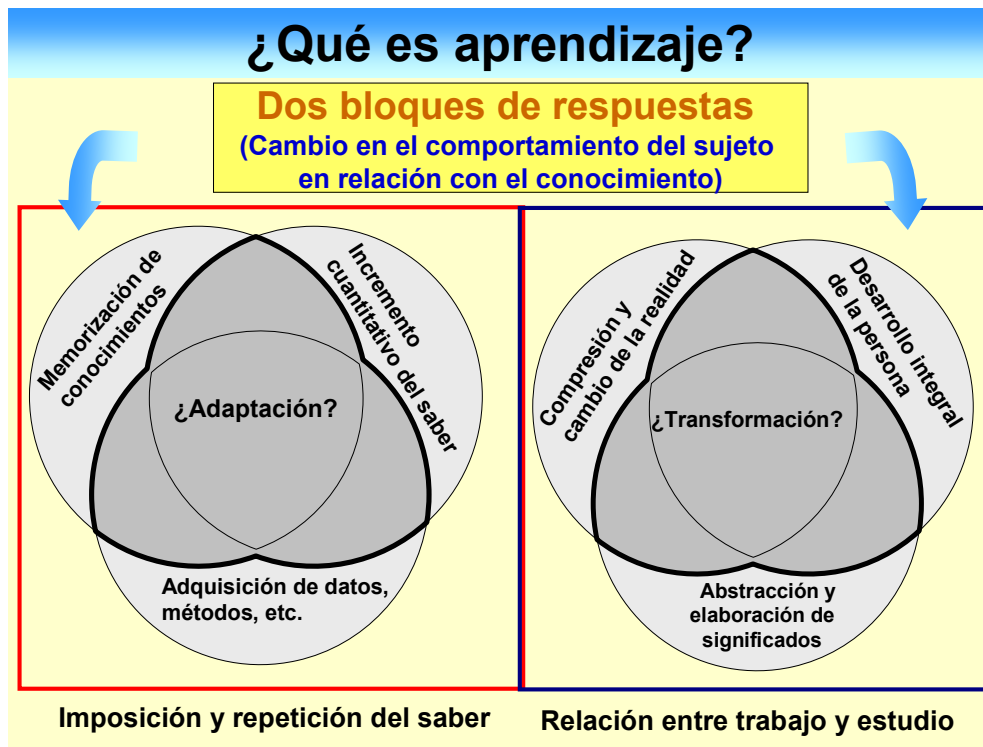 ¿Qué es aprendizaje?
Dos bloques de respuestas
(Cambio en el comportamiento del sujeto
en relación con el conocimiento)
Memorización de
conocimientos
Incremento
cuantitativo del saber
¿Adaptación?
Adquisición de datos,
métodos, etc.
Imposición y repetición del saber
Compresión y
cambio de la realidad
Desarrollo integral
de la persona
¿Transformación?
Abstracción y
elaboración de
significados
Relación entre trabajo y estudio